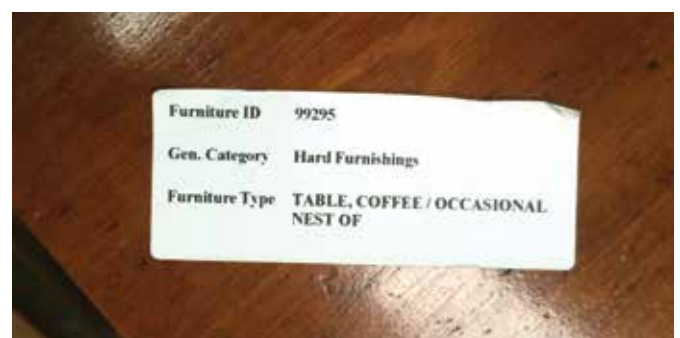 Furniture ID 99295
Gen. Category Hard Furnishings
Furniture Type TABLE, COFFEE / OCCASIONAL
NEST OF